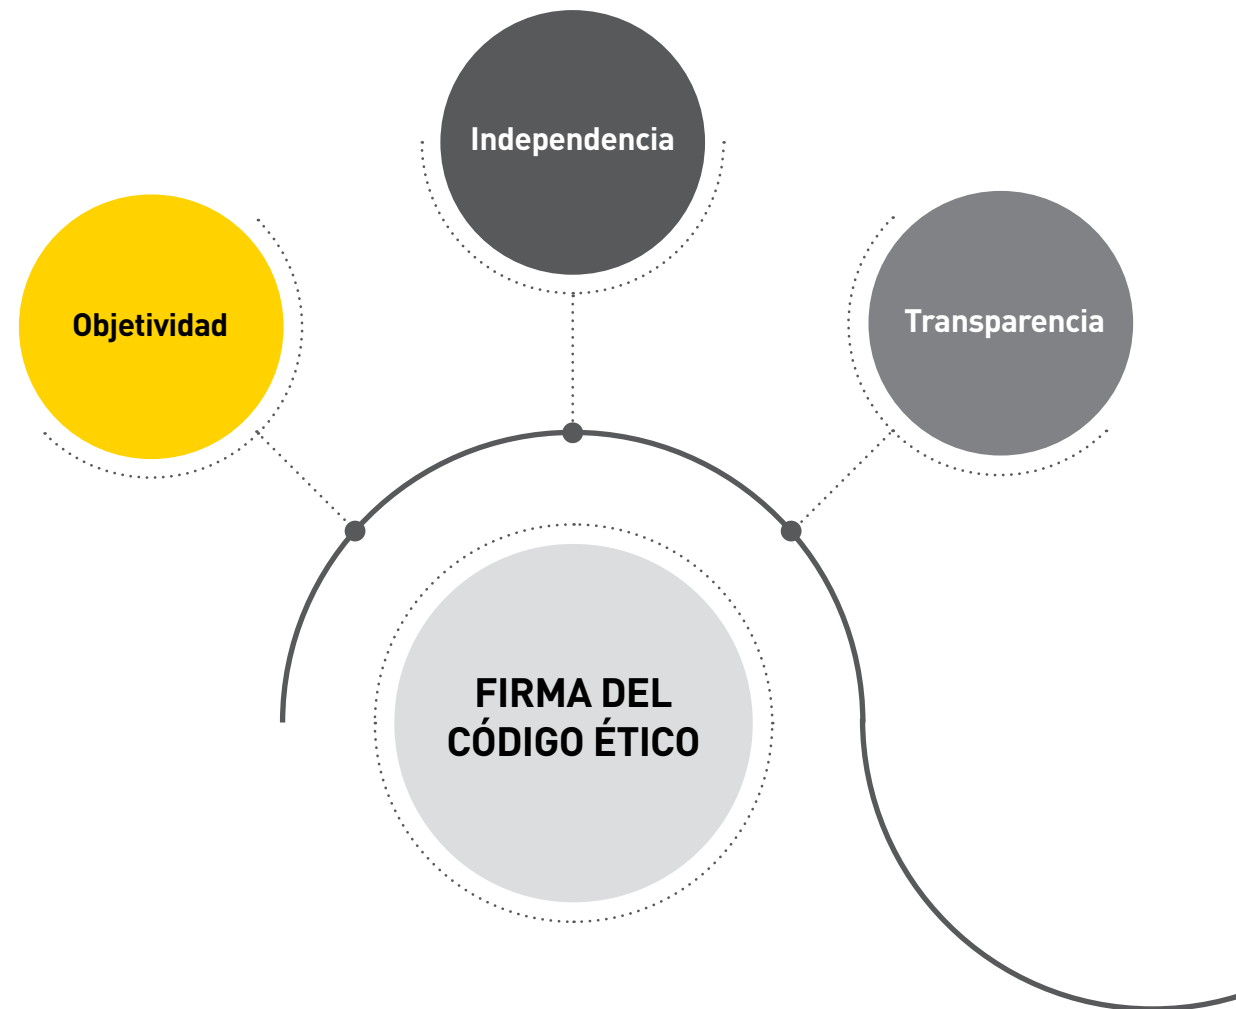 Independencia
Objetividad
Transparencia
FIRMA DEL
CÓDIGO ÉTICO